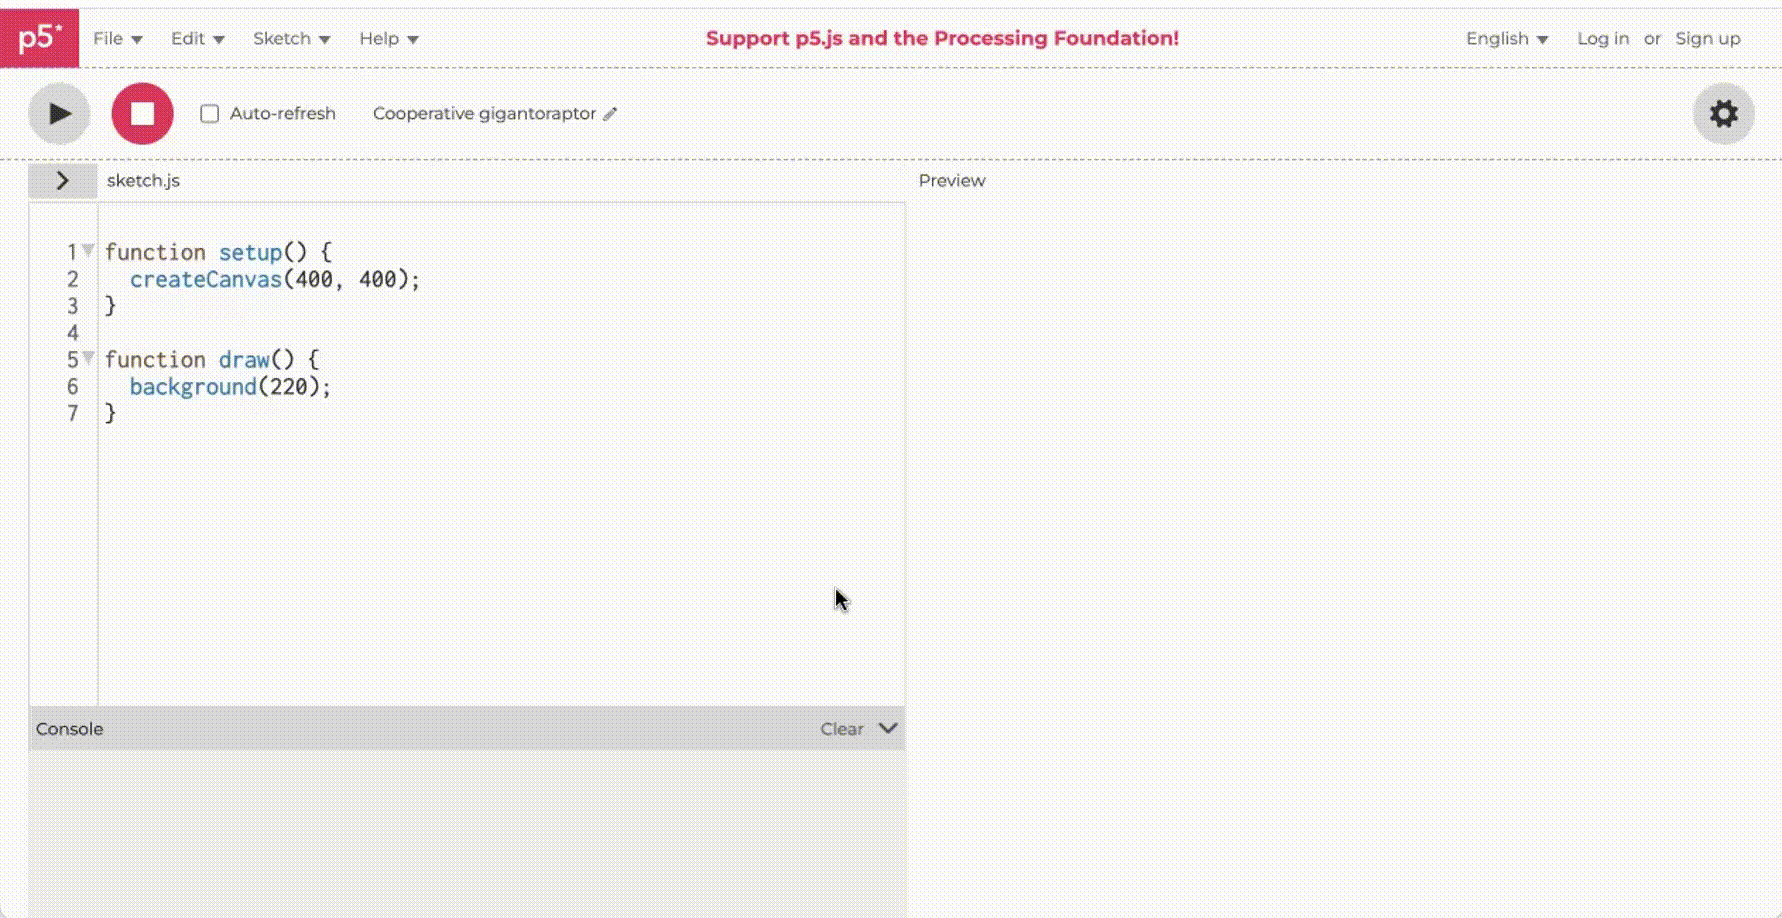 p5* File Edit Sketch Help Support p5.js and the Processing Foundation! English Log in or Sign up
Auto-refresh Cooperative gigantoraptor
sketch.js Preview
1 function setup() {
2 createCanvas(400, 400);
3 }
4
5 function draw() {
6 background(220);
7 }
Console Clear